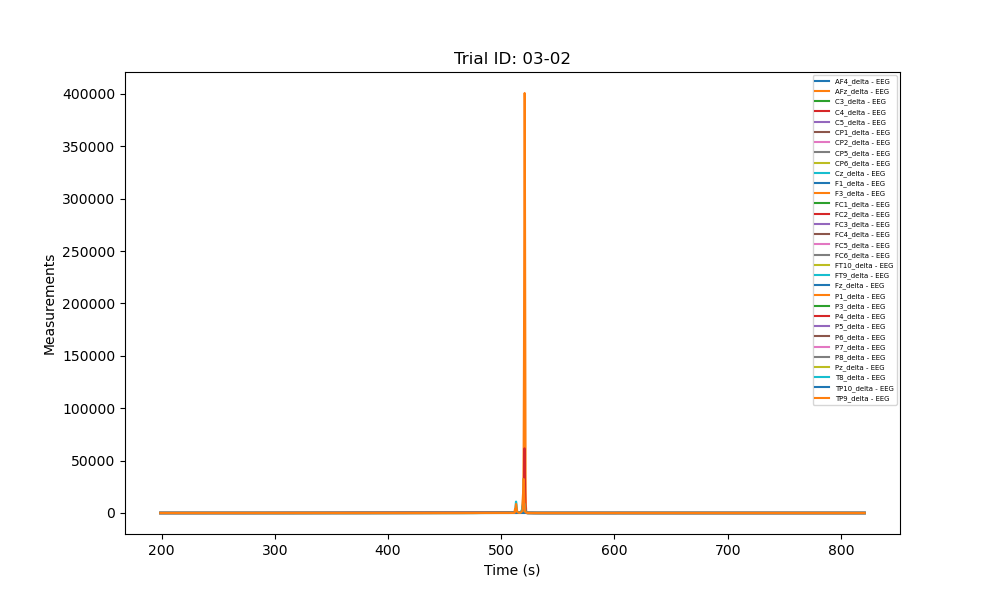 Trial ID: 03-02
400000
350000
300000
250000
200000
150000
100000
50000
0
Measurements
200
300
400
500
600
700
800
Time (s)
AF4_delta - EEG
AFz_delta - EEG
C3_delta - EEG
C4_delta - EEG
C5_delta - EEG
CP1_delta - EEG
CP2_delta - EEG
CP5_delta - EEG
CP6_delta - EEG
Cz_delta - EEG
F1_delta - EEG
F3_delta - EEG
FC1_delta - EEG
FC2_delta - EEG
FC3_delta - EEG
FC4_delta - EEG
FC5_delta - EEG
FC6_delta - EEG
FT10_delta - EEG
FT9_delta - EEG
Fz_delta - EEG
P1_delta - EEG
P3_delta - EEG
P4_delta - EEG
P5_delta - EEG
P6_delta - EEG
P7_delta - EEG
P8_delta - EEG
Pz_delta - EEG
T8_delta - EEG
TP10_delta - EEG
TP9_delta - EEG